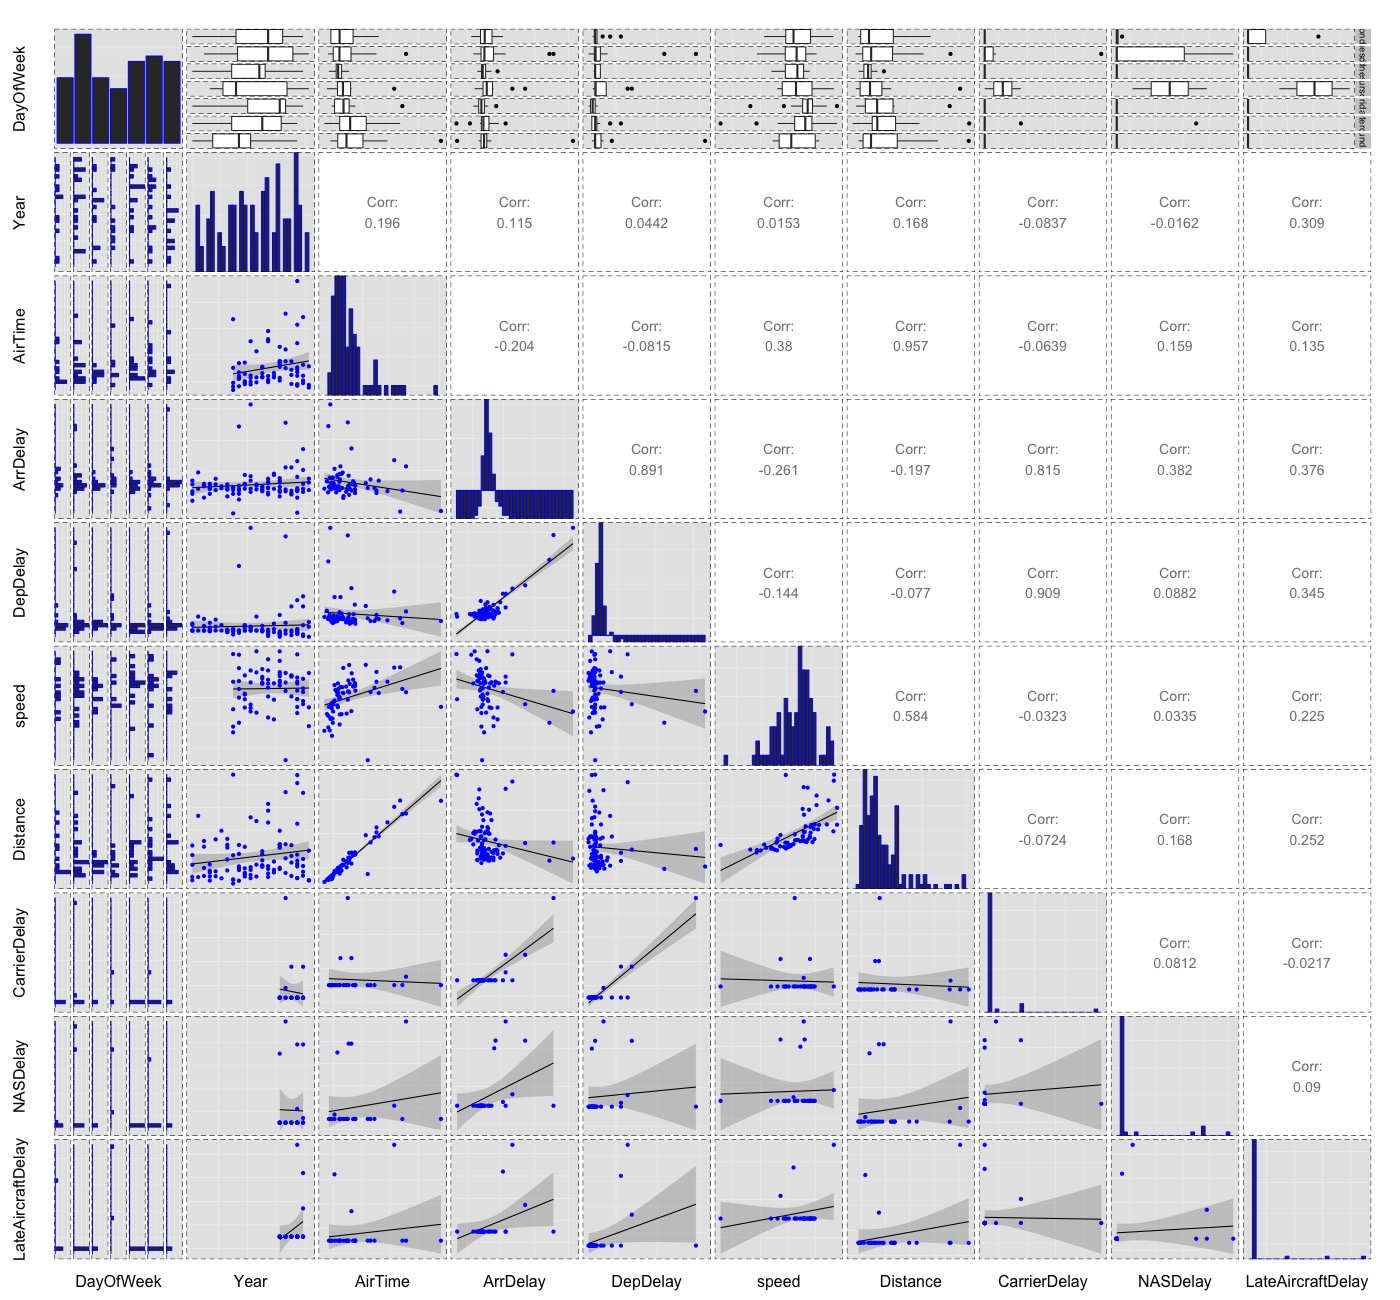 DayOfWeek
Year
Corr:
0.196
Corr:
0.115
Corr:
0.0442
Corr:
0.0153
Corr:
0.168
Corr:
-0.0837
Corr:
-0.0162
Corr:
0.309
AirTime
Corr:
-0.204
Corr:
-0.0815
Corr:
0.38
Corr:
0.957
Corr:
-0.0639
Corr:
0.159
Corr:
0.135
ArrDelay
Corr:
0.891
Corr:
-0.261
Corr:
-0.197
Corr:
0.815
Corr:
0.382
Corr:
0.376
DepDelay
Corr:
-0.144
Corr:
-0.077
Corr:
0.909
Corr:
0.0882
Corr:
0.345
speed
Corr:
0.584
Corr:
-0.0323
Corr:
0.0335
Corr:
0.225
Distance
Corr:
-0.0724
Corr:
0.168
Corr:
0.252
CarrierDelay
Corr:
0.0812
Corr:
-0.0217
NASDelay
Corr:
0.09
LateAircraftDelay
DayOfWeek
Year
AirTime
ArrDelay
DepDelay
speed
Distance
CarrierDelay
NASDelay
LateAircraftDelay